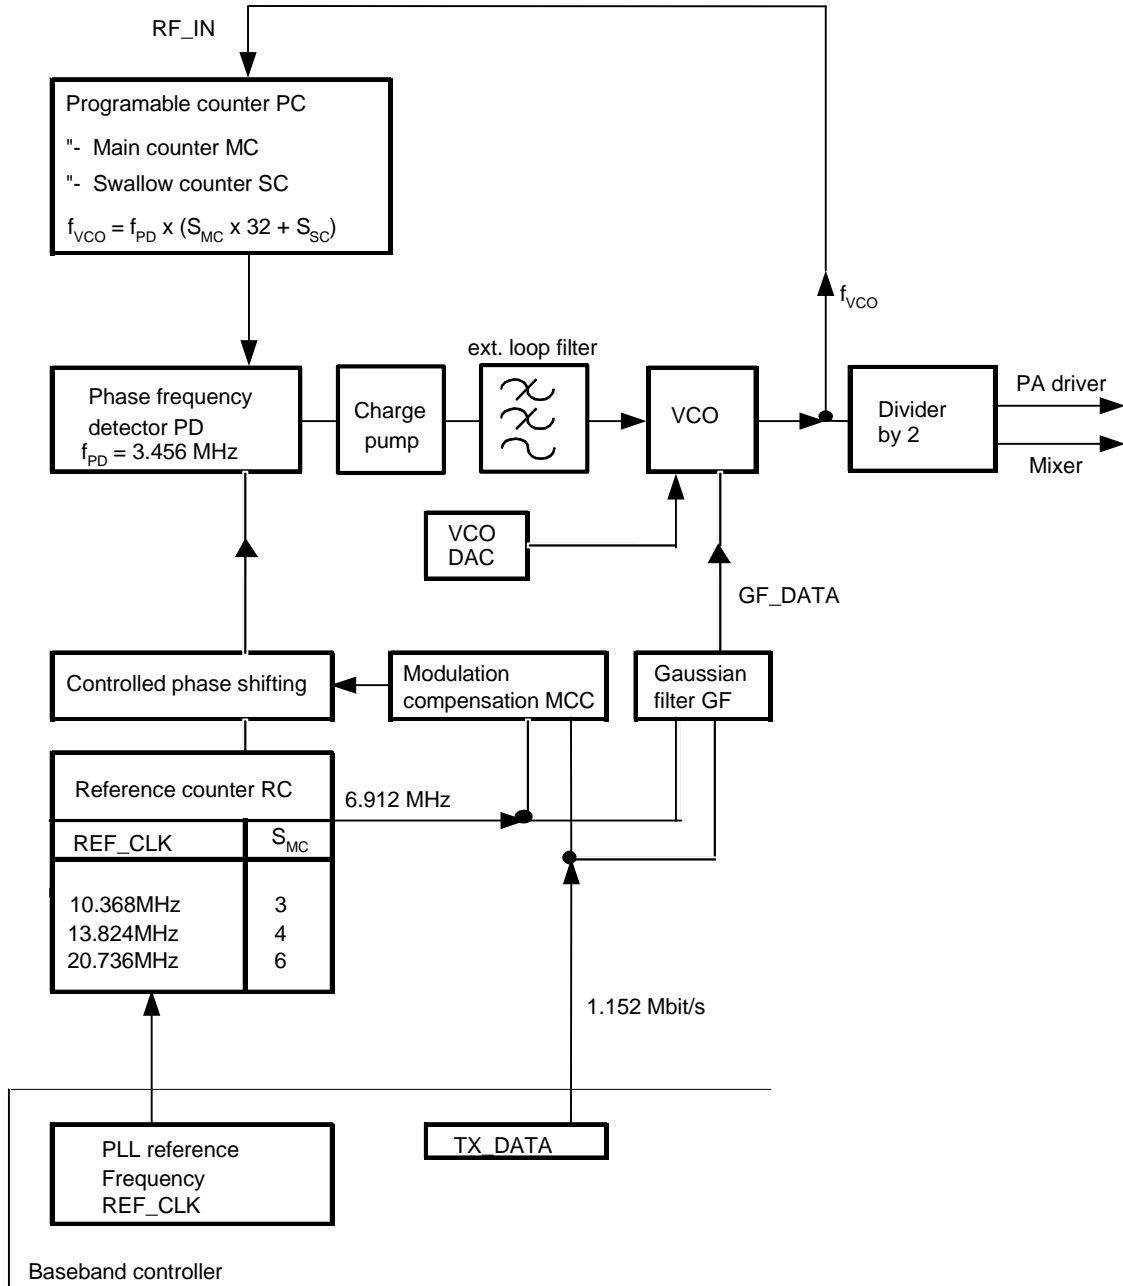 RF_IN
Programable counter PC
"- Main counter MC
"- Swallow counter SC
fVCO = fPD x (SMC x 32 + SSC)
fVCO
ext. loop filter
Phase frequency
detector PD
fPD = 3.456 MHz
Charge
pump
VCO
Divider
by 2
PA driver
Mixer
VCO
DAC
GF_DATA
Controlled phase shifting
Modulation
compensation MCC
Gaussian
filter GF
Reference counter RC
6.912 MHz
REF_CLK SMC
10.368MHz 3
13.824MHz 4
20.736MHz 6
1.152 Mbit/s
PLL reference
Frequency
REF_CLK
TX_DATA
Baseband controller